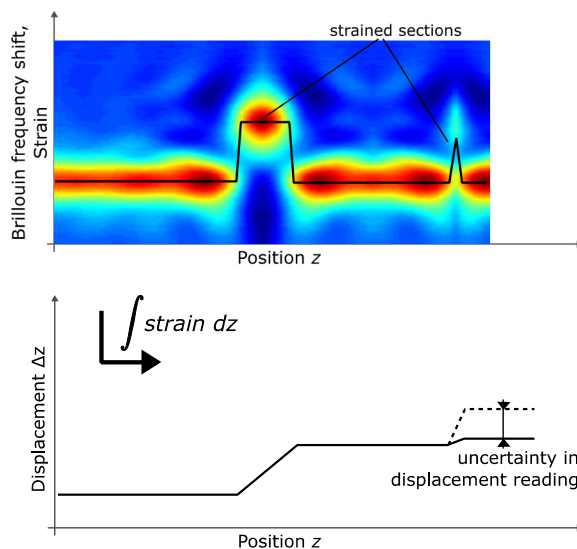 Brillouin frequency shift,
Strain
strained sections
Position z
Displacement Δz
∫ strain dz
uncertainty in
displacement reading
Position z